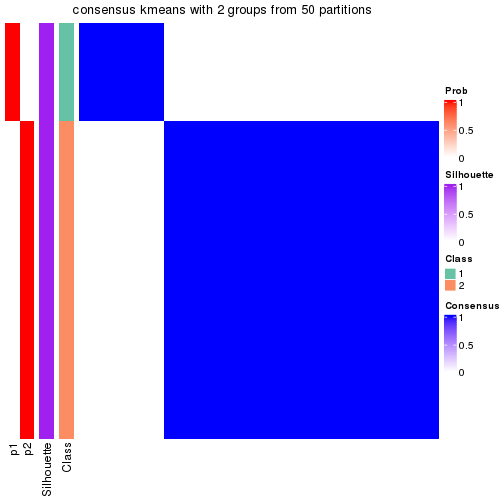 consensus kmeans with 2 groups from 50 partitions
Prob
1
0.5
0
Silhouette
1
0.5
0
Class
1
2
Consensus
1
0.5
0
p1
p2
Silhouette
Class